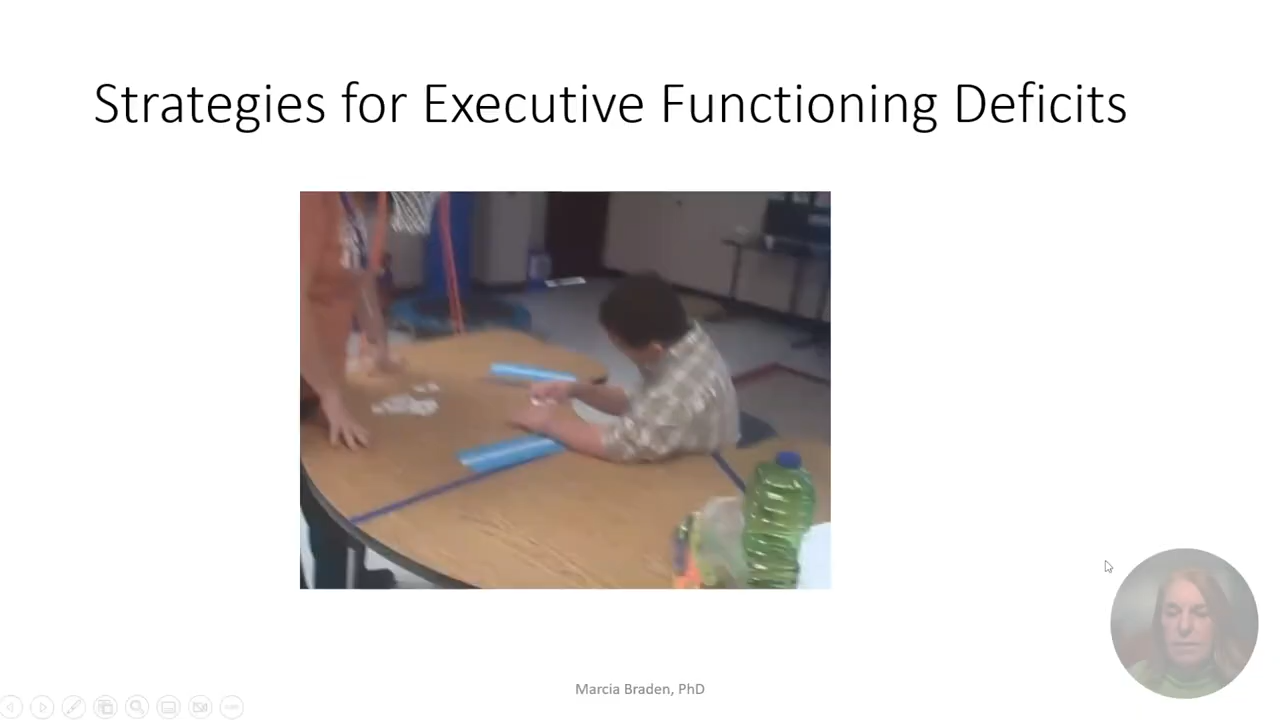 Strategies for Executive Functioning Deficits
Marcia Braden, PhD